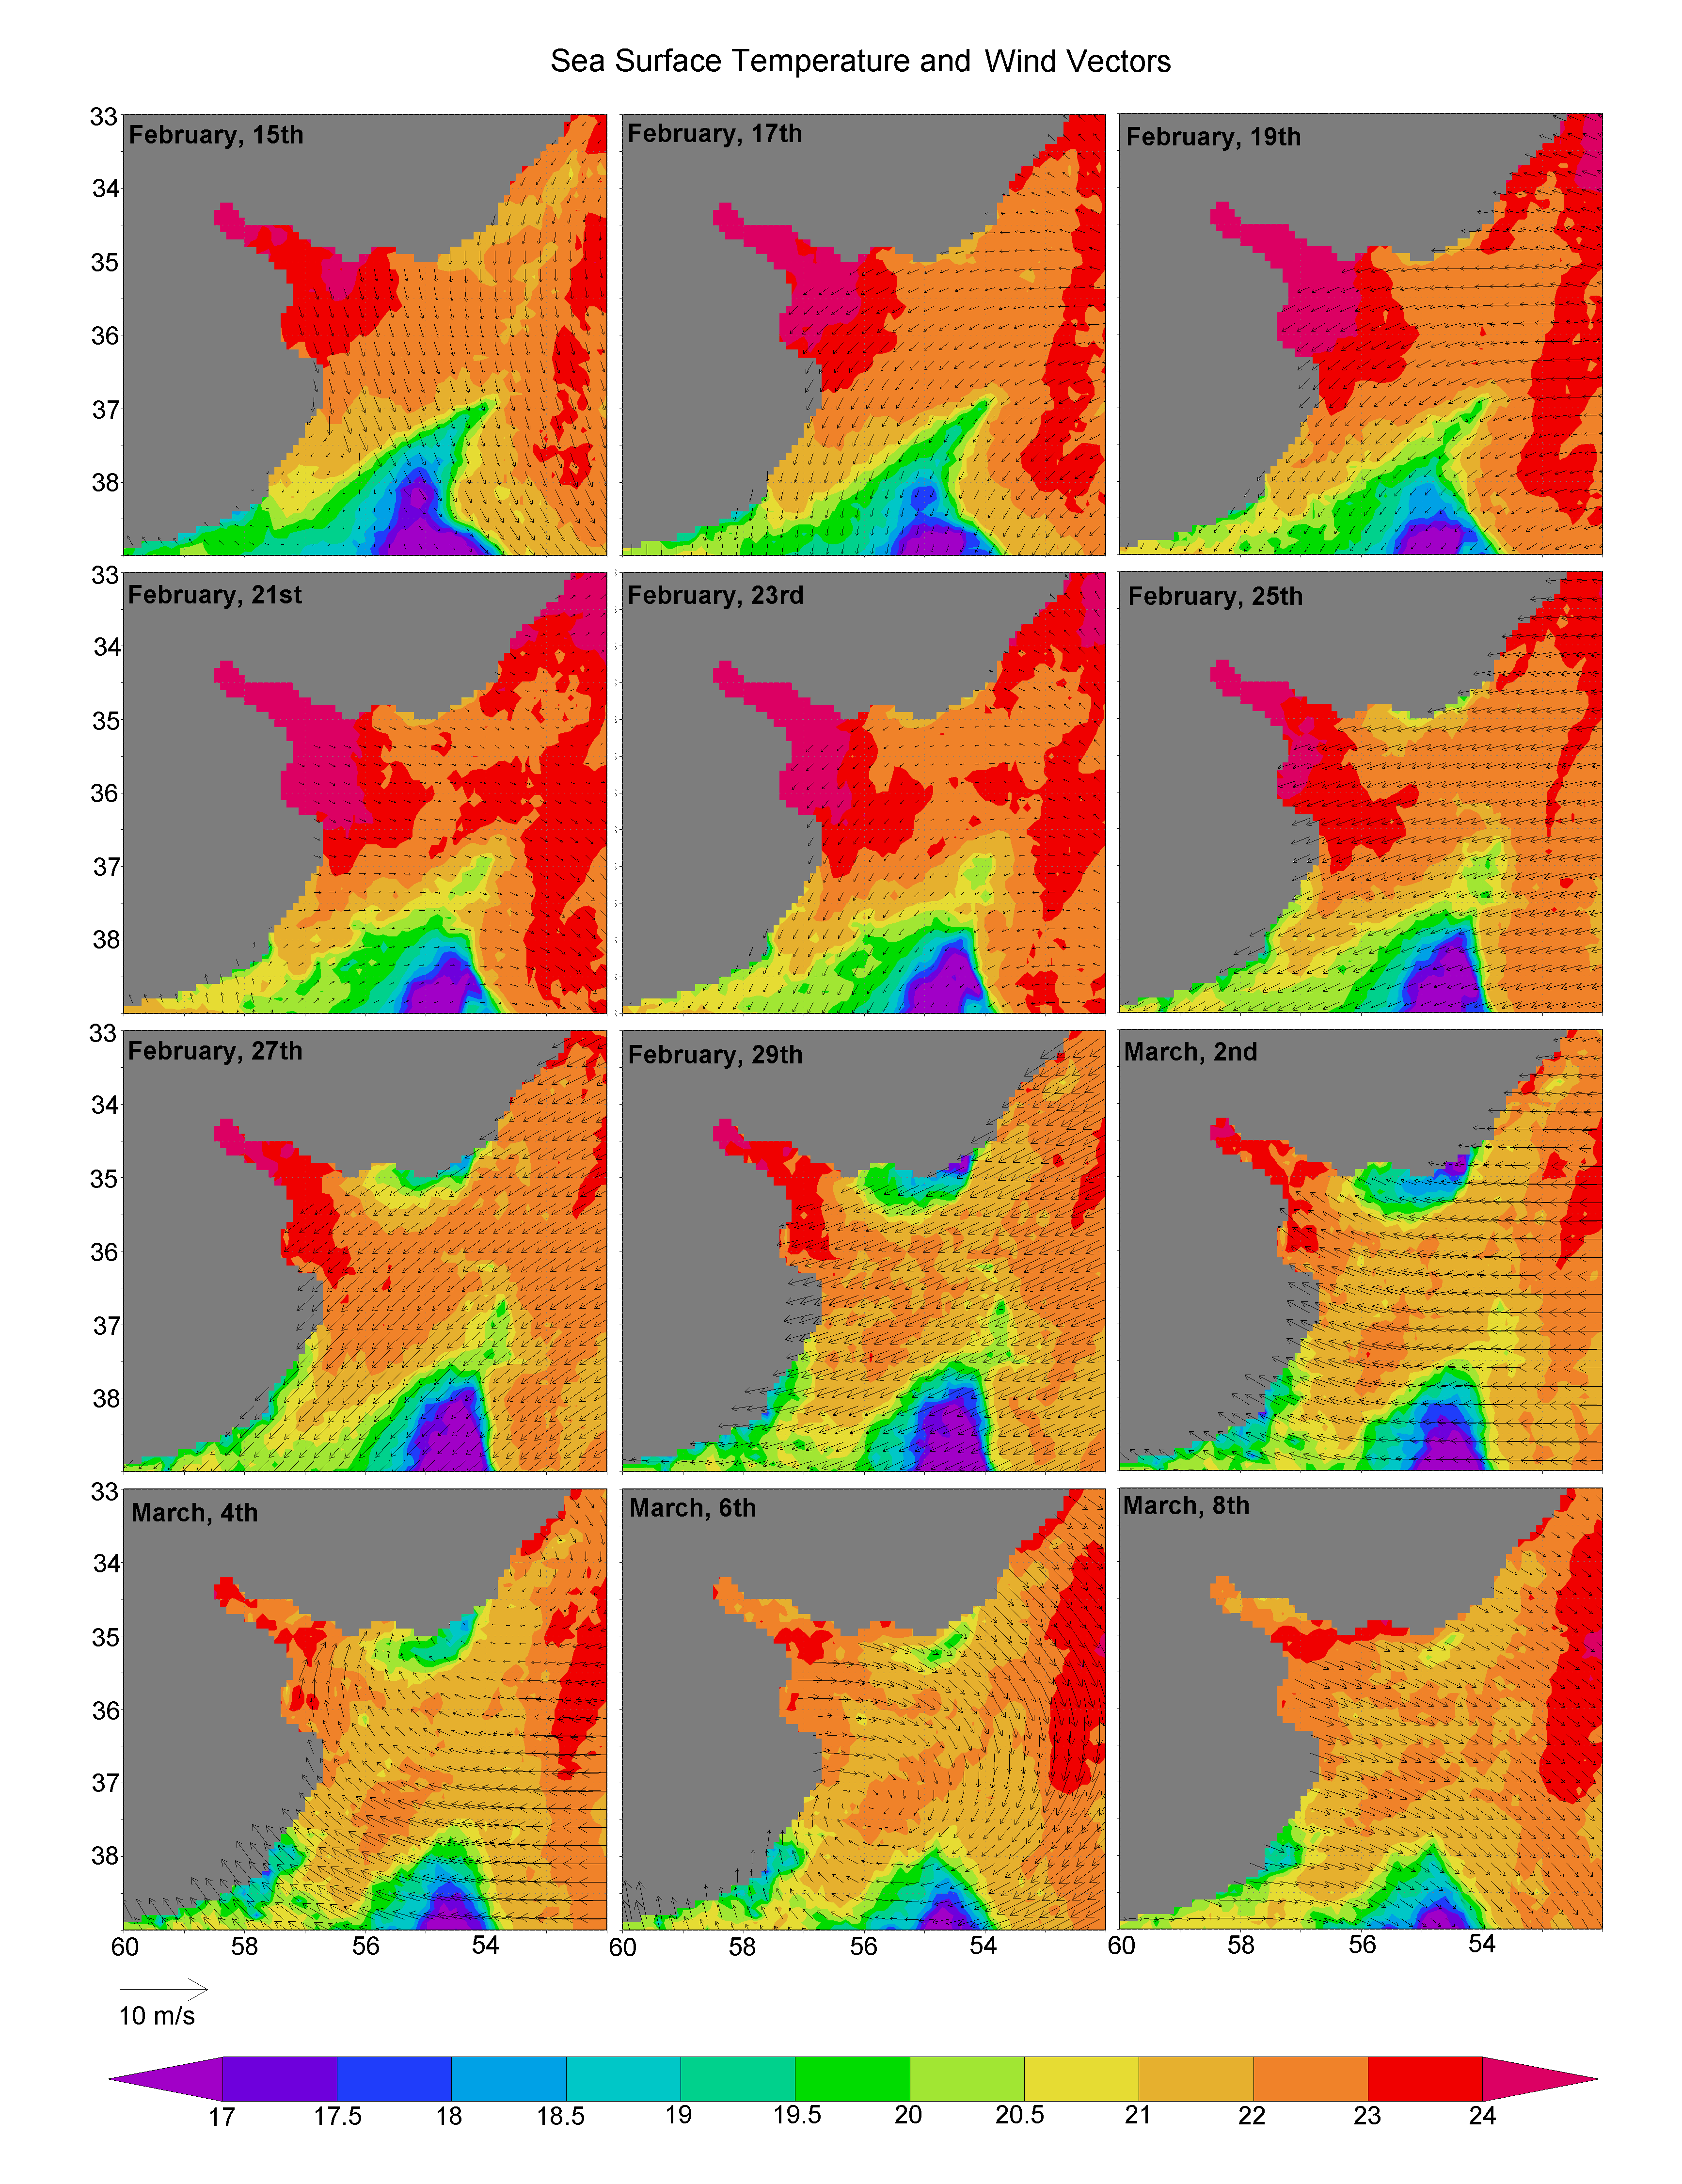 Sea Surface Temperature and Wind Vectors
33
February, 15th
February, 17th
February, 19th
34
35
36
37
38
33
February, 21st
February, 23rd
February, 25th
34
35
36
37
38
33
February, 27th
February, 29th
March, 2nd
34
35
36
37
38
33
March, 4th
March, 6th
March, 8th
34
35
36
37
38
60 58 56 54 60 58 56 54 60 58 56 54
10 m/s
17 17.5 18 18.5 19 19.5 20 20.5 21 22 23 24